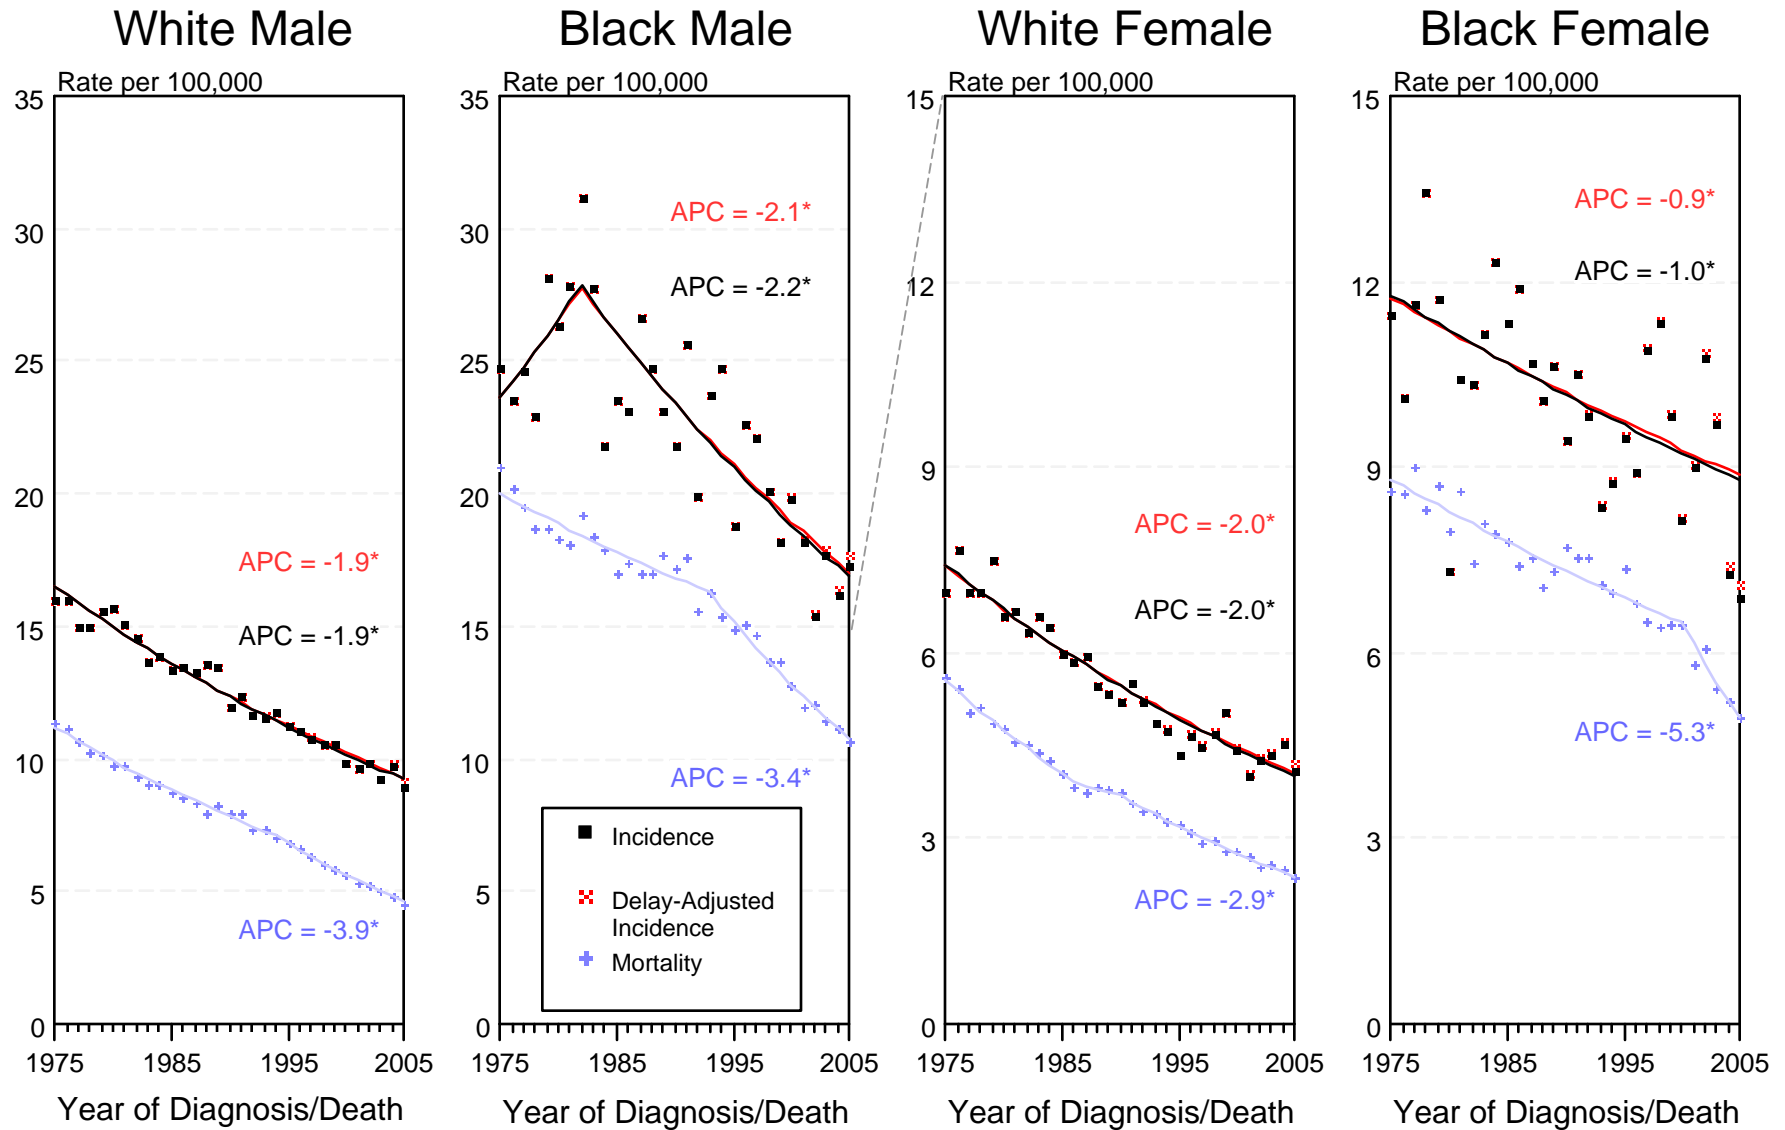 White Male
Black Male
White Female
Black Female
Rate per 100,000
Rate per 100,000
Rate per 100,000
Rate per 100,000
35
30
25
20
15
10
5
0
APC = -1.9*
APC = -1.9*
APC = -3.9*
1975
1985
1995
2005
Year of Diagnosis/Death
35
30
25
20
15
10
5
0
APC = -2.1*
APC = -2.2*
APC = -3.4*
Incidence
Delay-Adjusted
Incidence
Mortality
1975
1985
1995
2005
Year of Diagnosis/Death
15
12
9
6
3
0
APC = -2.0*
APC = -2.0*
APC = -2.9*
1975
1985
1995
2005
Year of Diagnosis/Death
15
12
9
6
3
0
APC = -0.9*
APC = -1.0*
APC = -5.3*
1975
1985
1995
2005
Year of Diagnosis/Death